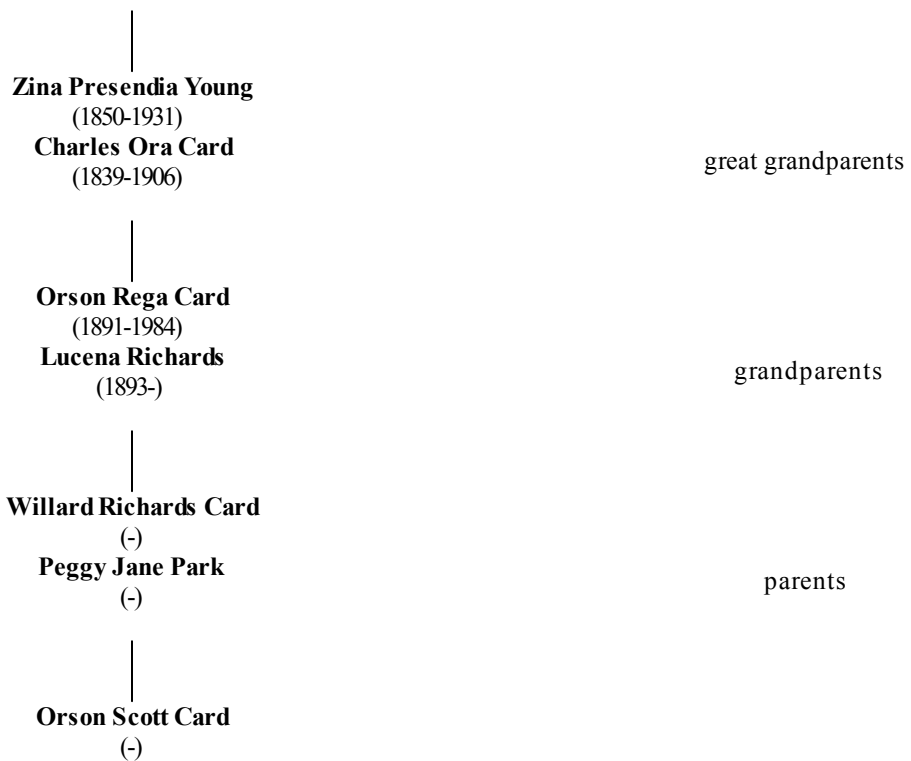 Zina Presendia Young
(1850-1931)
Charles Ora Card
(1839-1906)
great grandparents
Orson Rega Card
(1891-1984)
Lucena Richards
(1893-)
grandparents
Willard Richards Card
(-)
Peggy Jane Park
(-)
parents
Orson Scott Card
(-)